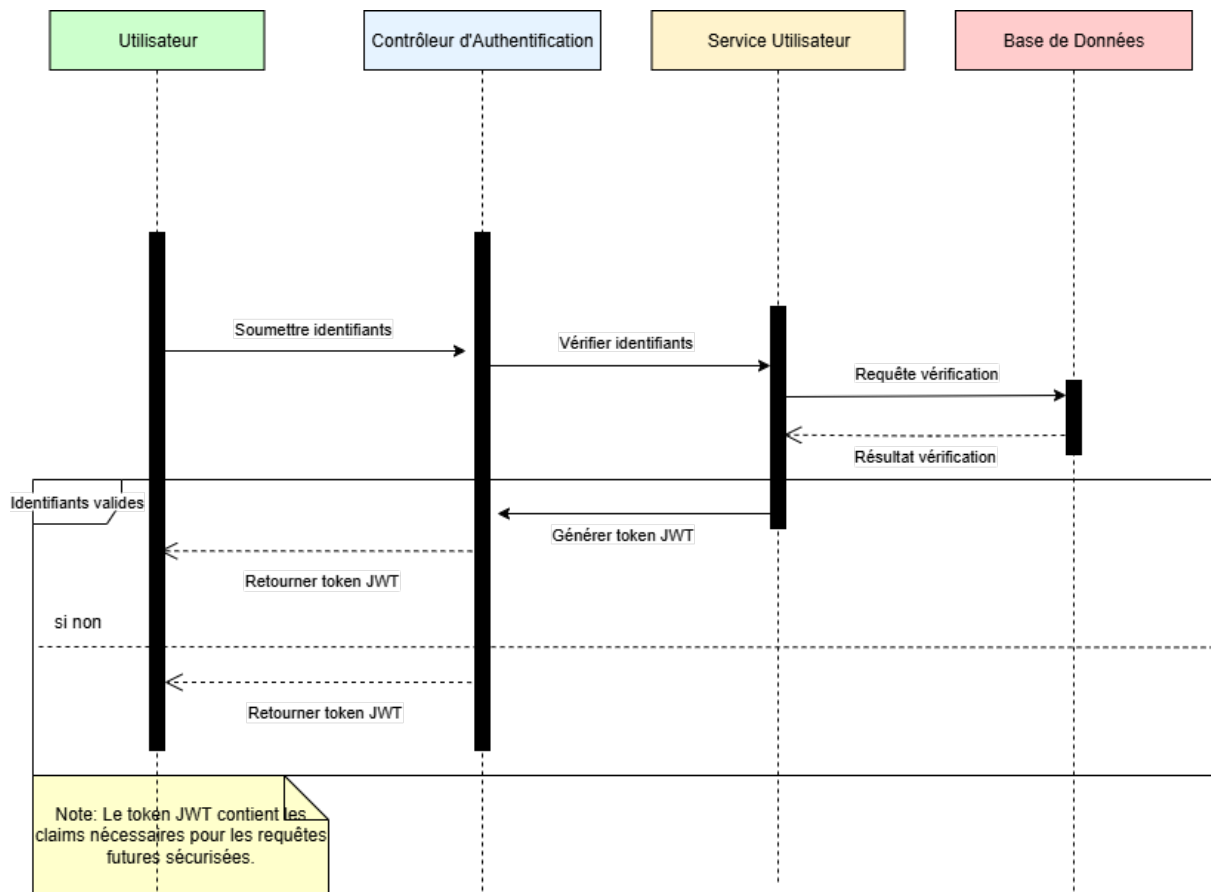 Utilisateur
Contrôleur d'Authentification
Service Utilisateur
Base de Données
Soumettre identifiants
Vérifier identifiants
Requête vérification
Résultat vérification
Identifiants valides
Générer token JWT
Retourner token JWT
si non
Retourner token JWT
Note: Le token JWT contient les
claims nécessaires pour les requêtes
futures sécurisées.